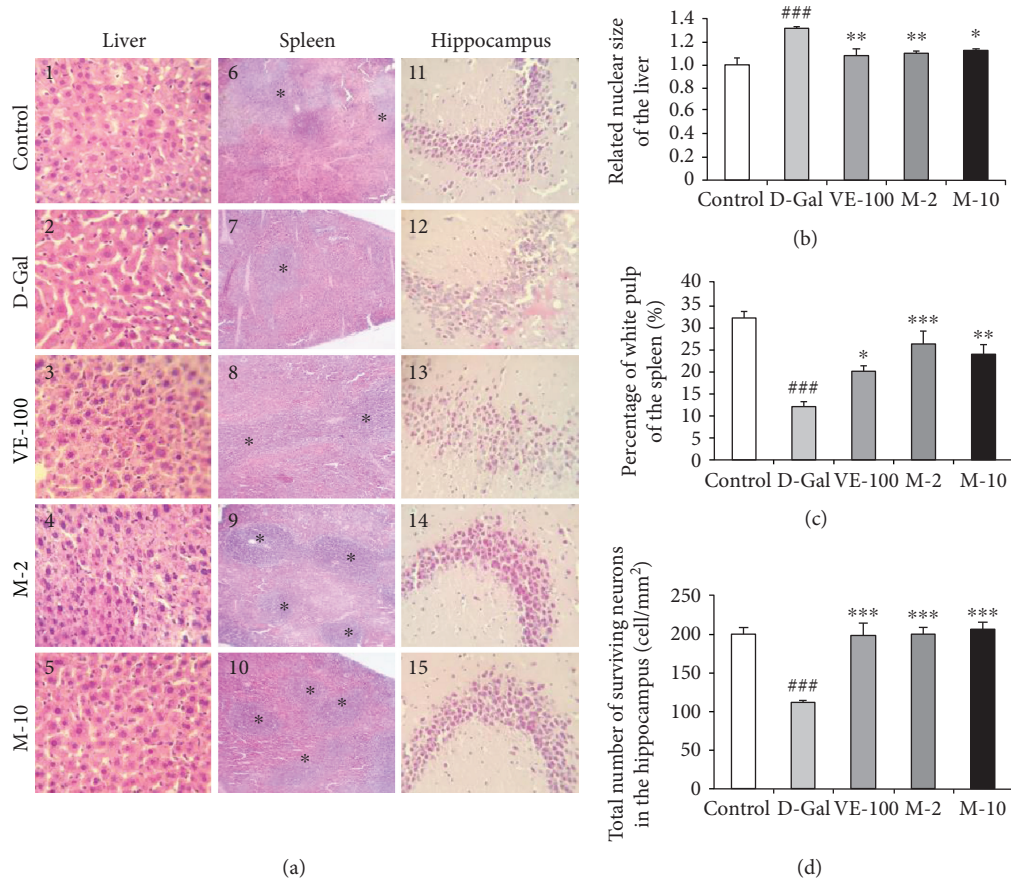 Liver Spleen Hippocampus
Control
1 6 * * 11
D-Gal
2 7 * 12
VE-100
3 8 * * 13
M-2
4 9 * * * * 14
M-10
5 10 * * * * 15
(a)
Related nuclear size
of the liver
1.4
1.2
1.0
0.8
0.6
0.4
0.2
0
###
**
**
*
Control D-Gal VE-100 M-2 M-10
(b)
Percentage of white pulp
of the spleen (%)
40
35
30
25
20
15
10
5
0
###
*
***
**
Control D-Gal VE-100 M-2 M-10
(c)
Total number of surviving neurons
in the hippocampus (cell/mm²)
250
200
150
100
50
0
###
***
***
***
Control D-Gal VE-100 M-2 M-10
(d)